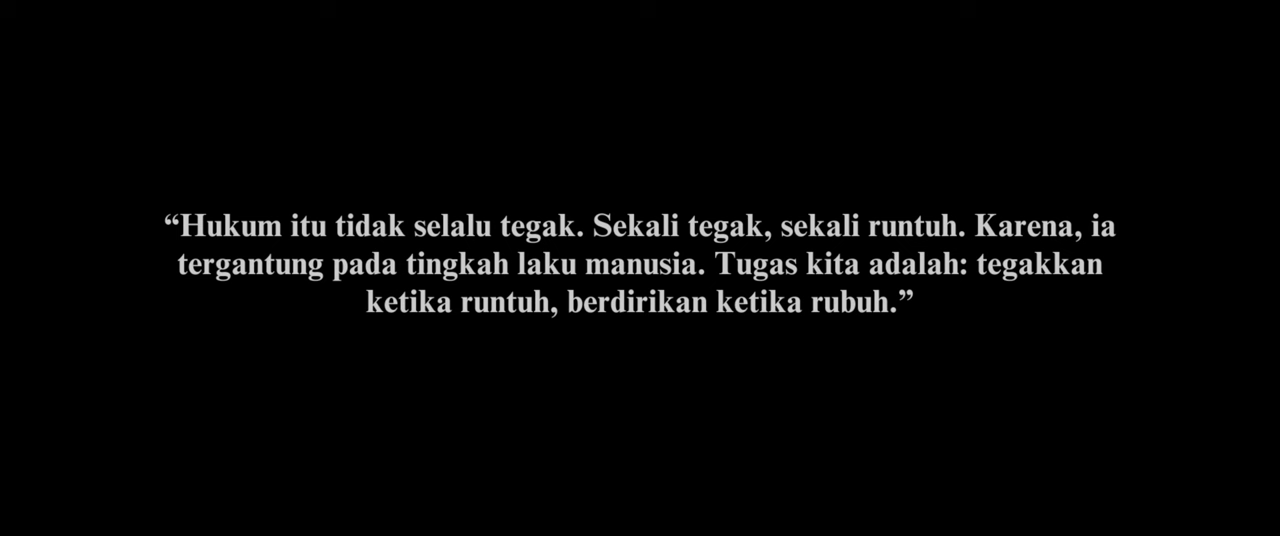 “Hukum itu tidak selalu tegak. Sekali tegak, sekali runtuh. Karena, ia
tergantung pada tingkah laku manusia. Tugas kita adalah: tegakkan
ketika runtuh, berdirikan ketika rubuh.”